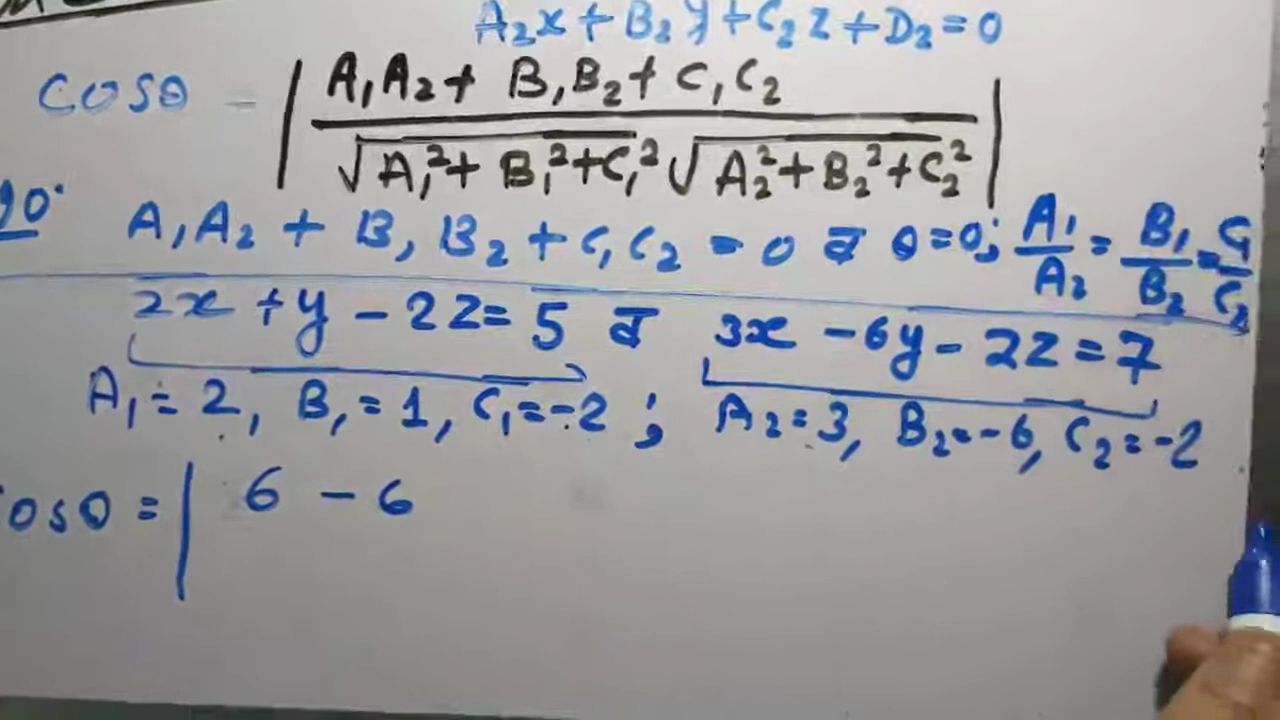 A₂x + B₂y + C₂z + D₂ = 0
cosθ = | A₁A₂ + B₁B₂ + C₁C₂ / √A₁² + B₁² + C₁² √A₂² + B₂² + C₂² |
90° A₁A₂ + B₁B₂ + C₁C₂ = 0 व θ = 0; A₁/A₂ = B₁/B₂ = C₁/C₂
2x + y - 2z = 5 व 3x - 6y - 2z = 7
A₁ = 2, B₁ = 1, C₁ = -2 ; A₂ = 3, B₂ = -6, C₂ = -2
osθ = | 6 - 6